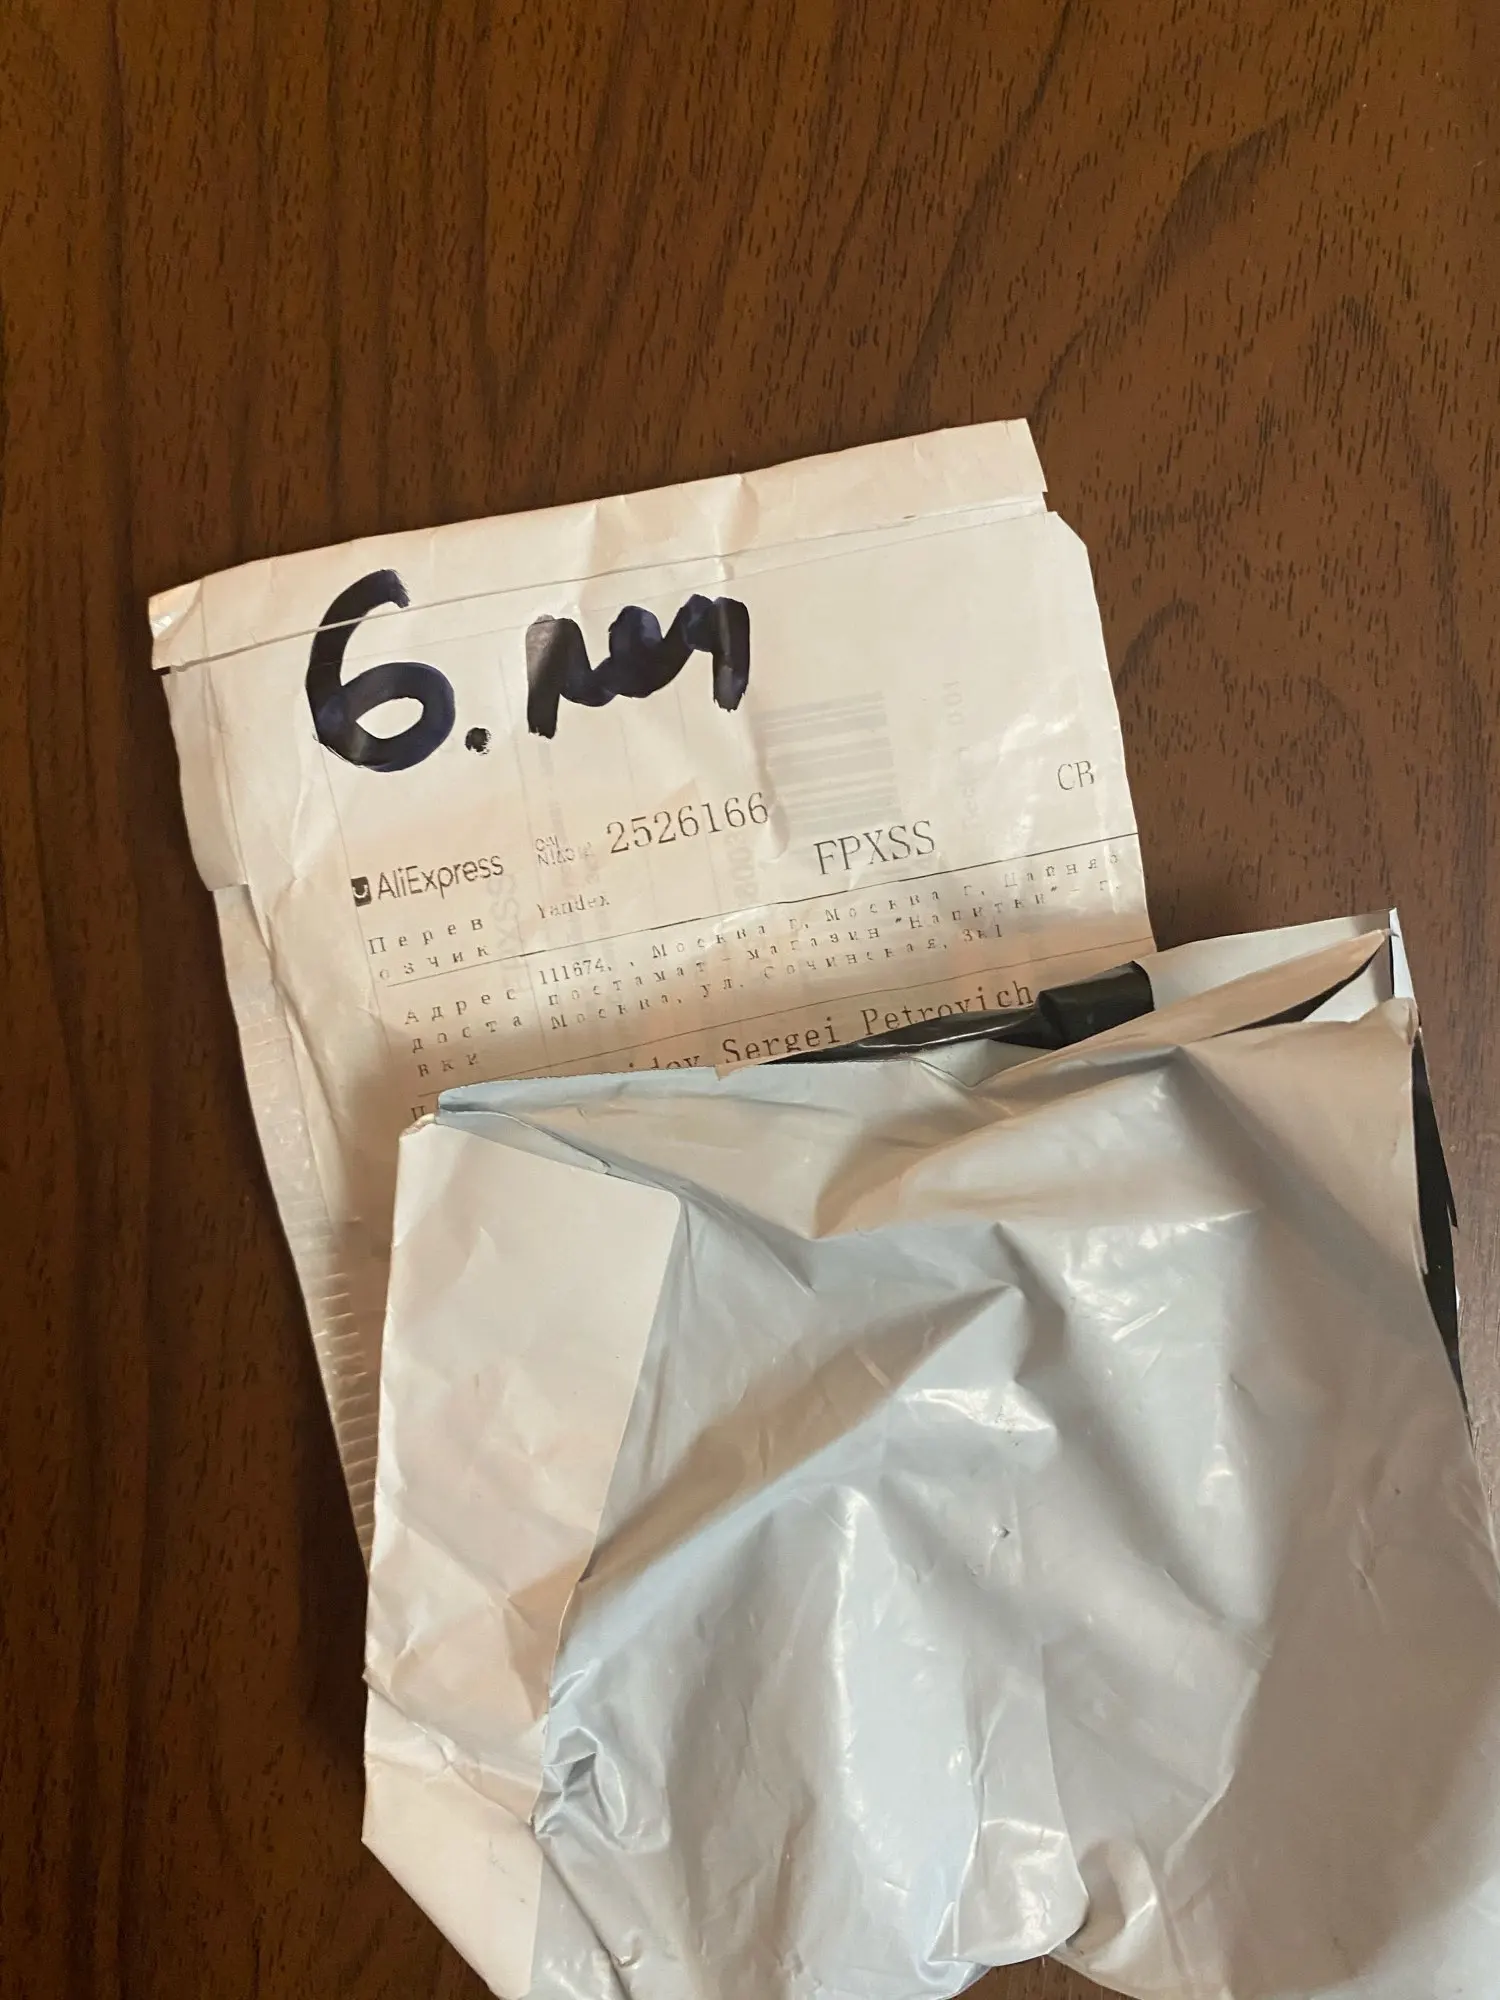 6.
2526166
CR
AliExpress
FPXSS
Перев
озчик
Yandex
Адрес
доста
вки
111674, , Москва г, Москва г,
постамат - магазин "Напитки" - г.
Москва, ул. Сочинская, 3к1
Sergei Petrovich